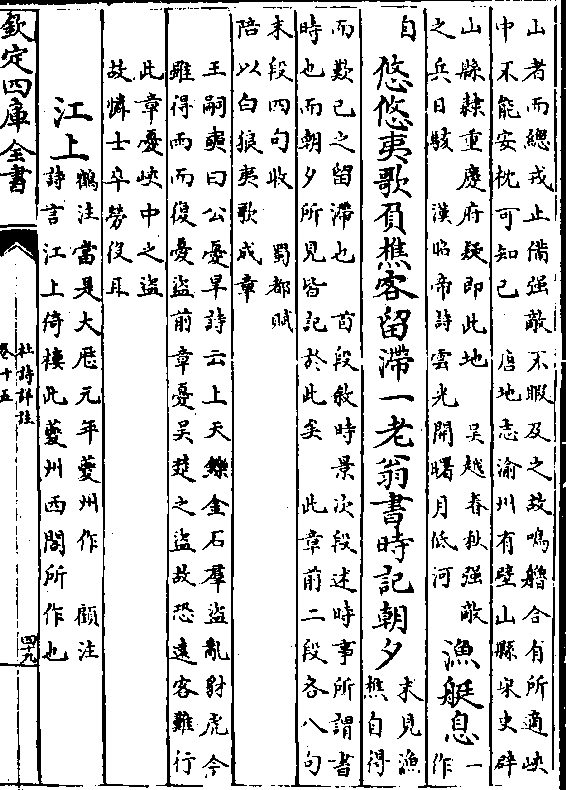 山者而總戎止備强敵不暇及之故鳴艣合有所適峽
中不能安枕可知已　唐地志渝州有壁山縣宋史辟
山縣隸重慶府疑即此地　吳越春秋强敵
之兵日駭　漢昭帝詩雲光開曙月低河
漁艇息一作
自
悠悠夷歌負樵客留滯一老翁書時記朝夕
末見漁
樵自得
而歎己之留滯也　首段敘時景次段述時事所謂書
時也而朝夕所見皆記於此矣　此章前二段各八句
末段四句收　蜀都賦
陪以白狼夷歌成章
王嗣奭曰公憂旱詩云上天鑠金石羣盜亂豺虎今
雖得雨而復憂盜前章憂吳楚之盜故恐遠客難行
此章憂峽中之盜
故憐士卒勞役耳
江上
鶴注當是大厯元年夔州作　顧注
詩言江上倚樓此夔州西閣所作也
欽定四庫全書
杜詩詳註
卷十五
四十九